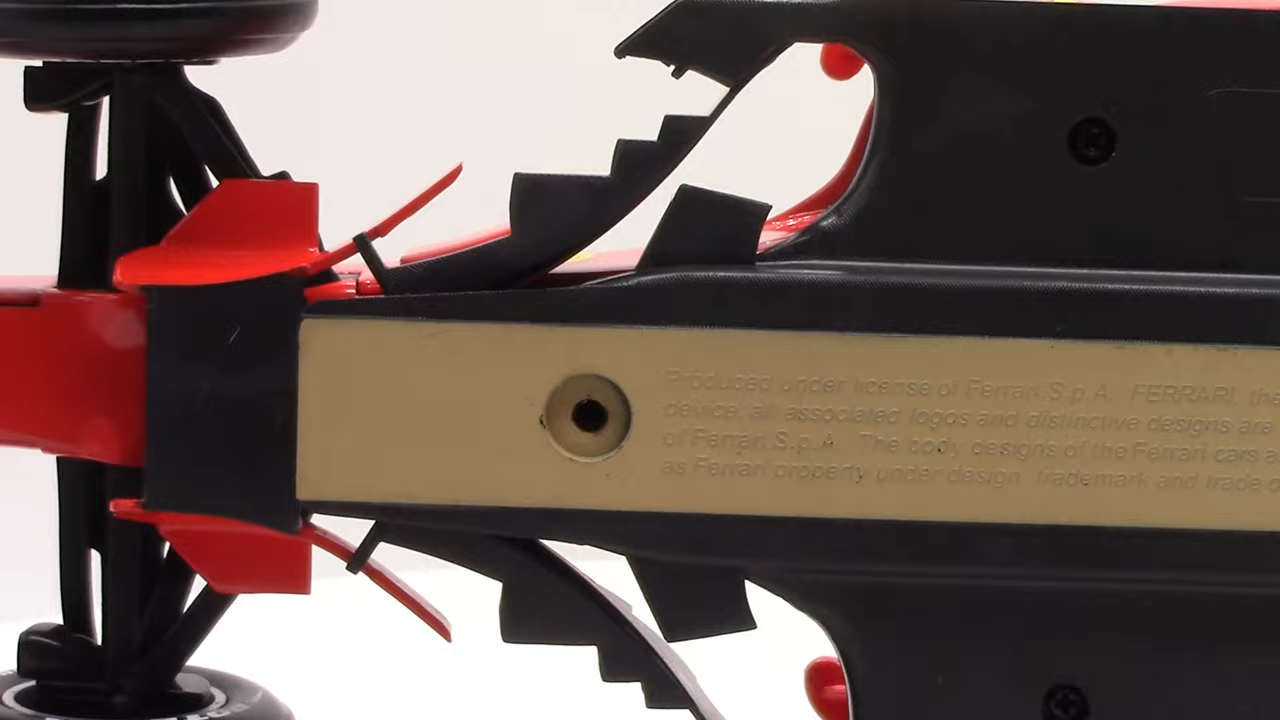 Produced under license of Ferrari S.p.A. FERRARI, the
device, all associated logos and distinctive designs are
of Ferrari S.p.A. The body designs of the Ferrari cars a
as Ferrari property under design, trademark and trade d